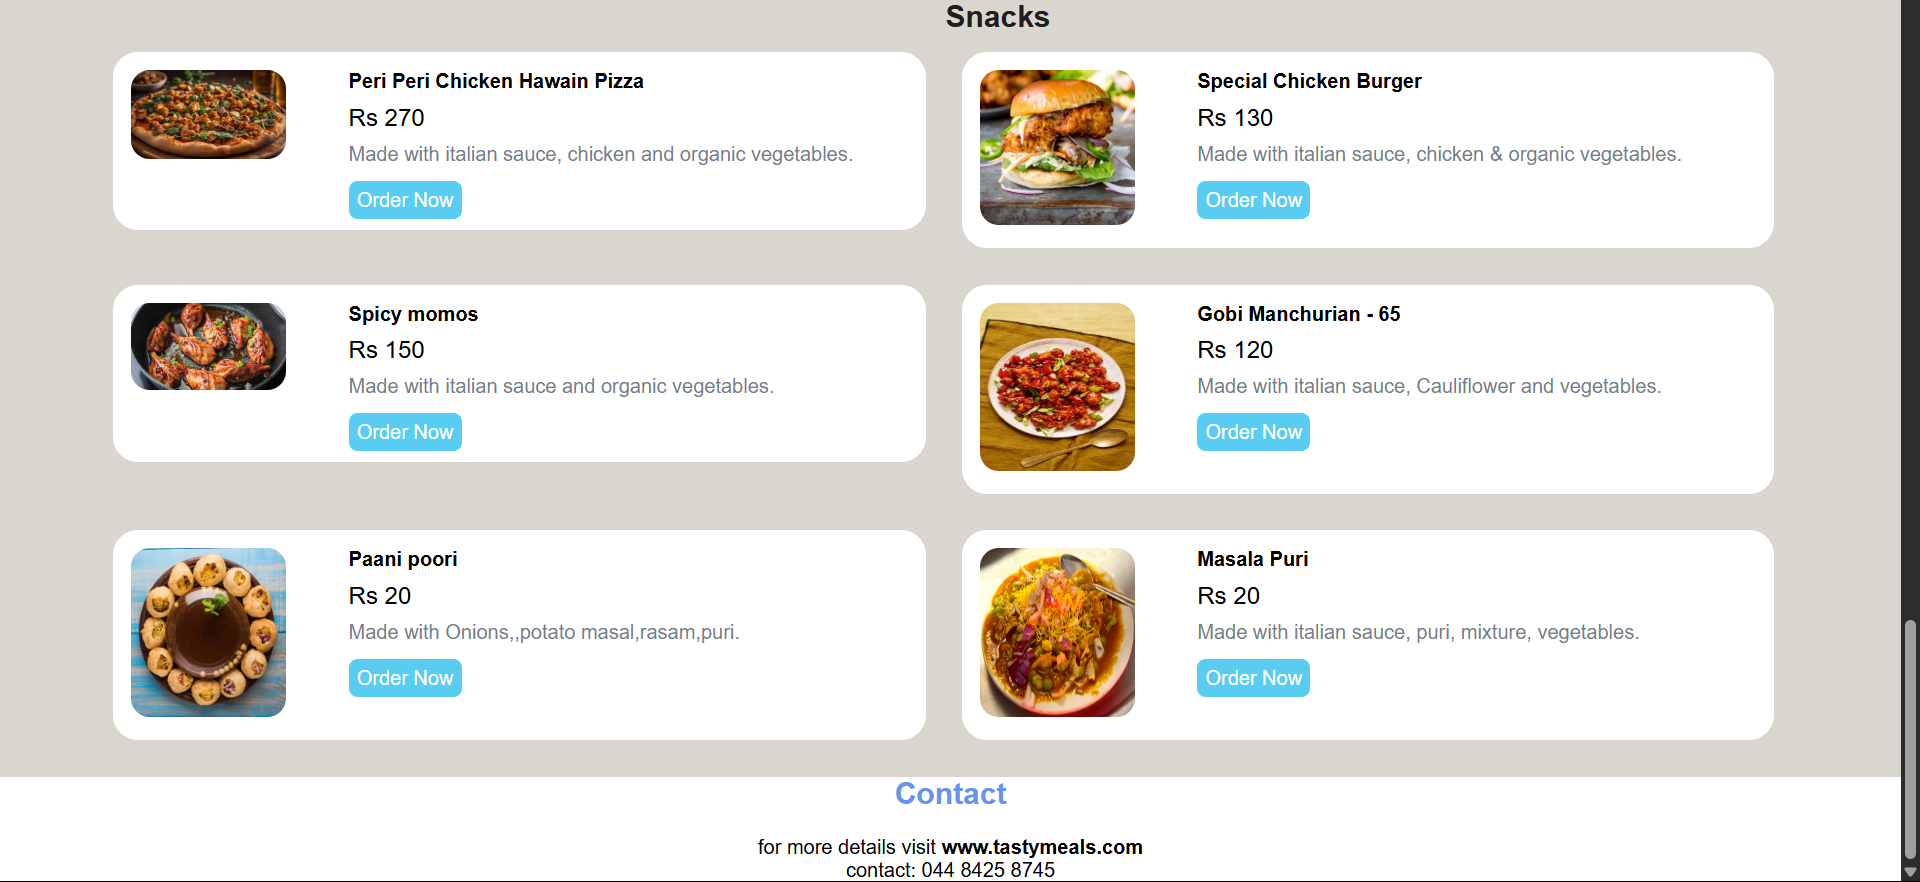 Snacks
Peri Peri Chicken Hawain Pizza
Rs 270
Made with italian sauce, chicken and organic vegetables.
Order Now
Special Chicken Burger
Rs 130
Made with italian sauce, chicken & organic vegetables.
Order Now
Spicy momos
Rs 150
Made with italian sauce and organic vegetables.
Order Now
Gobi Manchurian - 65
Rs 120
Made with italian sauce, Cauliflower and vegetables.
Order Now
Paani poori
Rs 20
Made with Onions,,potato masal,rasam,puri.
Order Now
Masala Puri
Rs 20
Made with italian sauce, puri, mixture, vegetables.
Order Now
Contact
for more details visit www.tastymeals.com
contact: 044 8425 8745